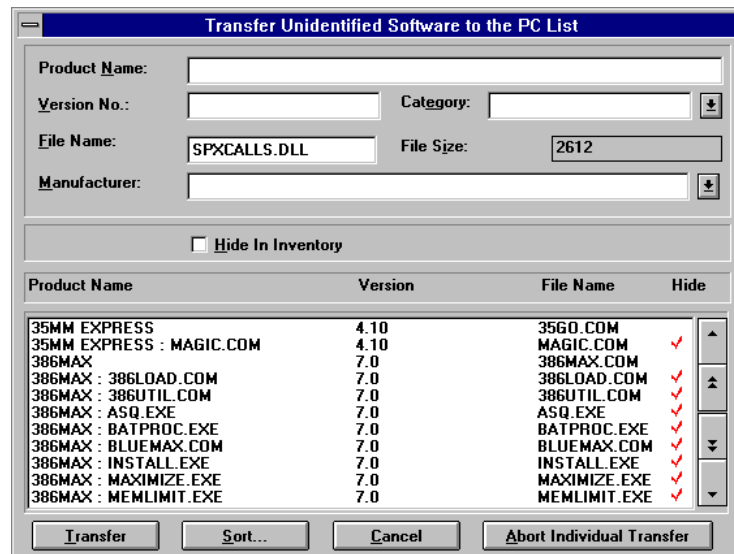 Transfer Unidentified Software to the PC List
Product Name:
Version No.: Category:
File Name: SPXCALLS.DLL File Size: 2612
Manufacturer:
Hide In Inventory
Product Name Version File Name Hide
35MM EXPRESS 4.10 35GO.COM
35MM EXPRESS : MAGIC.COM 4.10 MAGIC.COM
386MAX 7.0 386MAX.COM
386MAX : 386LOAD.COM 7.0 386LOAD.COM
386MAX : 386UTIL.COM 7.0 386UTIL.COM
386MAX : ASQ.EXE 7.0 ASQ.EXE
386MAX : BATPROC.EXE 7.0 BATPROC.EXE
386MAX : BLUEMAX.COM 7.0 BLUEMAX.COM
386MAX : INSTALL.EXE 7.0 INSTALL.EXE
386MAX : MAXIMIZE.EXE 7.0 MAXIMIZE.EXE
386MAX : MEMLIMIT.EXE 7.0 MEMLIMIT.EXE
Transfer Sort... Cancel Abort Individual Transfer